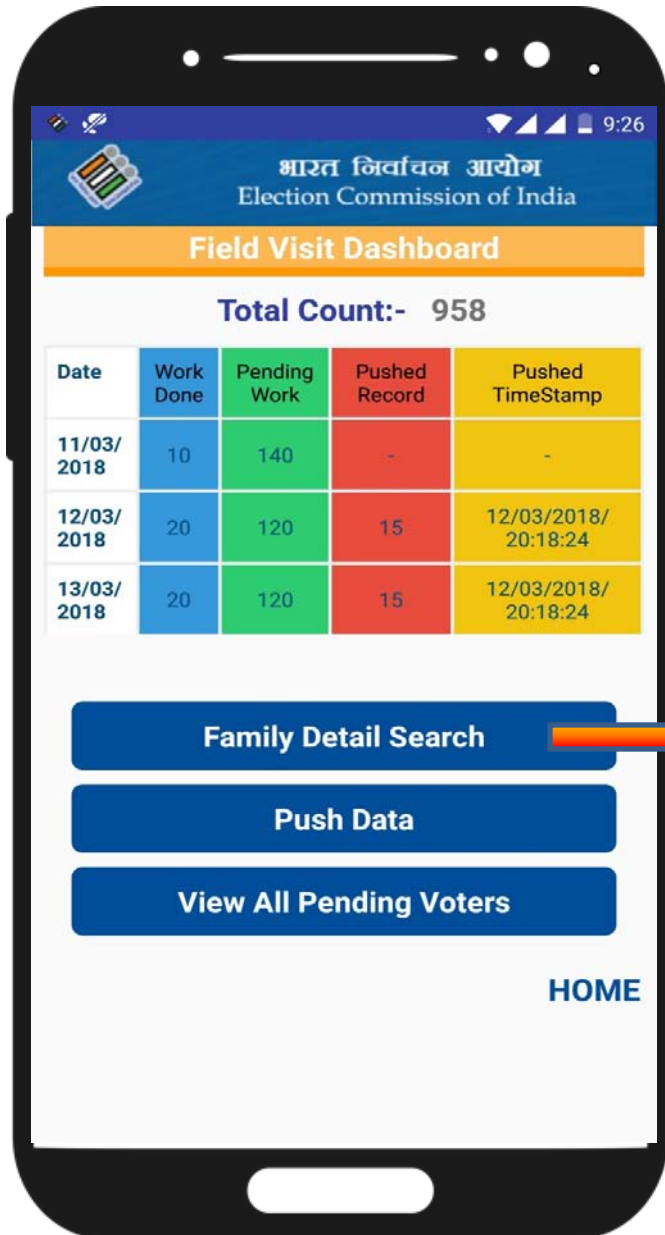 9:26
भारत निर्वाचन आयोग
Election Commission of India
Field Visit Dashboard
Total Count:- 958
Date Work Done Pending Work Pushed Record Pushed TimeStamp
11/03/2018 10 140 - -
12/03/2018 20 120 15 12/03/2018/ 20:18:24
13/03/2018 20 120 15 12/03/2018/ 20:18:24
Family Detail Search
Push Data
View All Pending Voters
HOME